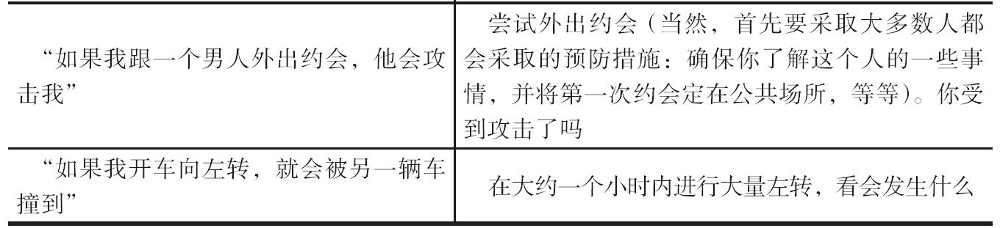 “如果我跟一个男人外出约会，他会攻
击我”
尝试外出约会（当然，首先要采取大多数人都
会采取的预防措施：确保你了解这个人的一些事
情，并将第一次约会定在公共场所，等等）。你受
到攻击了吗
“如果我开车向左转，就会被另一辆车
撞到”
在大约一个小时内进行大量左转，看会发生什么